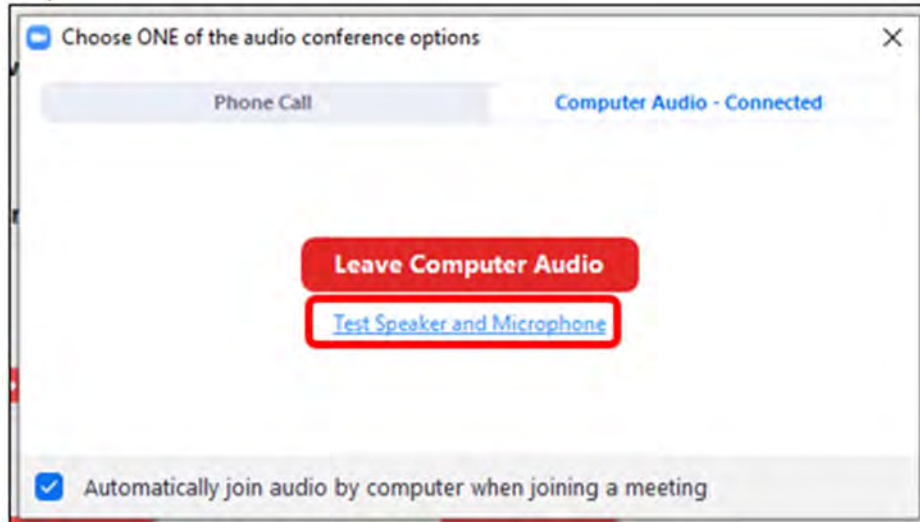 Choose ONE of the audio conference options
Phone Call
Computer Audio - Connected
Leave Computer Audio
Test Speaker and Microphone
Automatically join audio by computer when joining a meeting